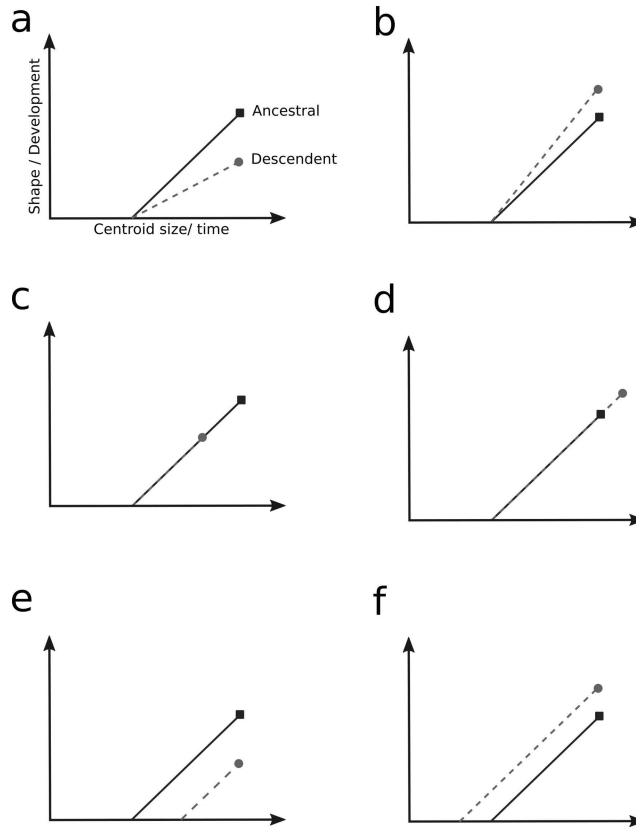 a
b
Shape / Development
Ancestral
Descendent
Centroid size/ time
c
d
e
f